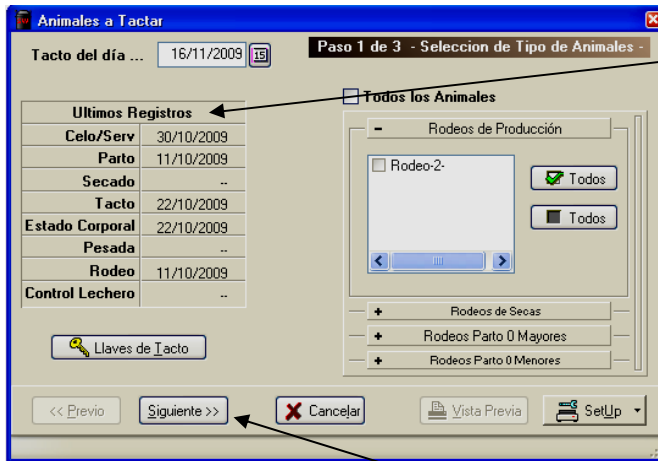 Animales a Tactar
Tacto del día ... 16/11/2009 15
Paso 1 de 3 - Seleccion de Tipo de Animales -
Ultimos Registros
Celo/Serv 30/10/2009
Parto 11/10/2009
Secado --
Tacto 22/10/2009
Estado Corporal 22/10/2009
Pesada --
Rodeo 11/10/2009
Control Lechero --
Llaves de Tacto
Todos los Animales
- Rodeos de Producción
Rodeo-2-
Todos
Todos
+ Rodeos de Secas
+ Rodeos Parto 0 Mayores
+ Rodeos Parto 0 Menores
<< Previo
Siguiente >>
Cancelar
Vista Previa
SetUp